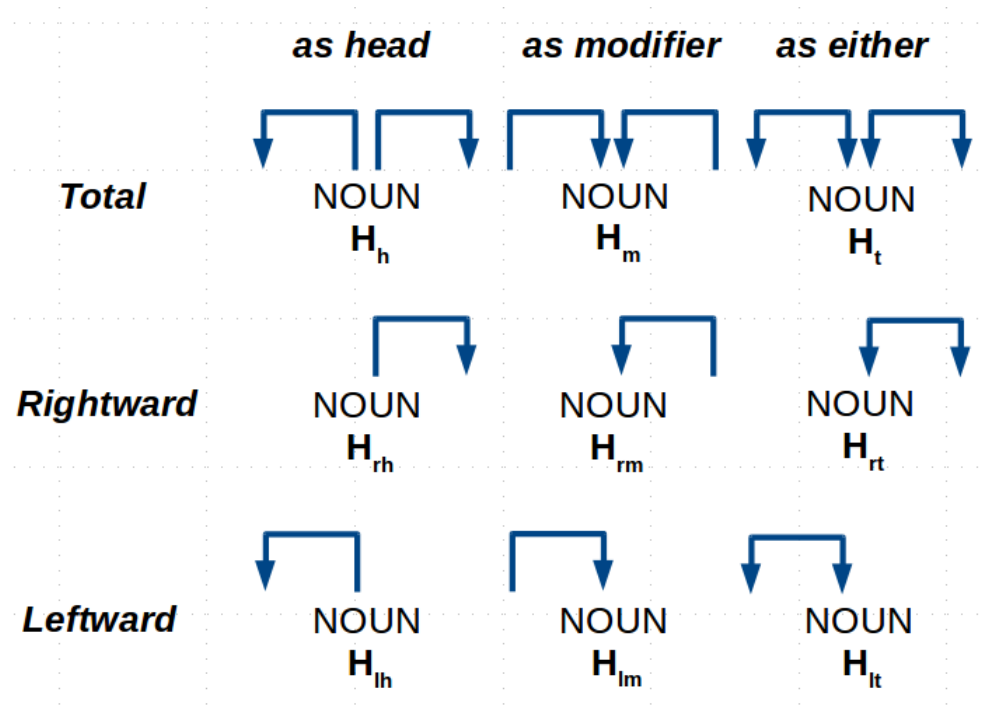 as head as modifier as either
Total NOUN NOUN NOUN
Hh Hm Ht
Rightward NOUN NOUN NOUN
Hrh Hrm Hrt
Leftward NOUN NOUN NOUN
Hlh Hlm Hlt